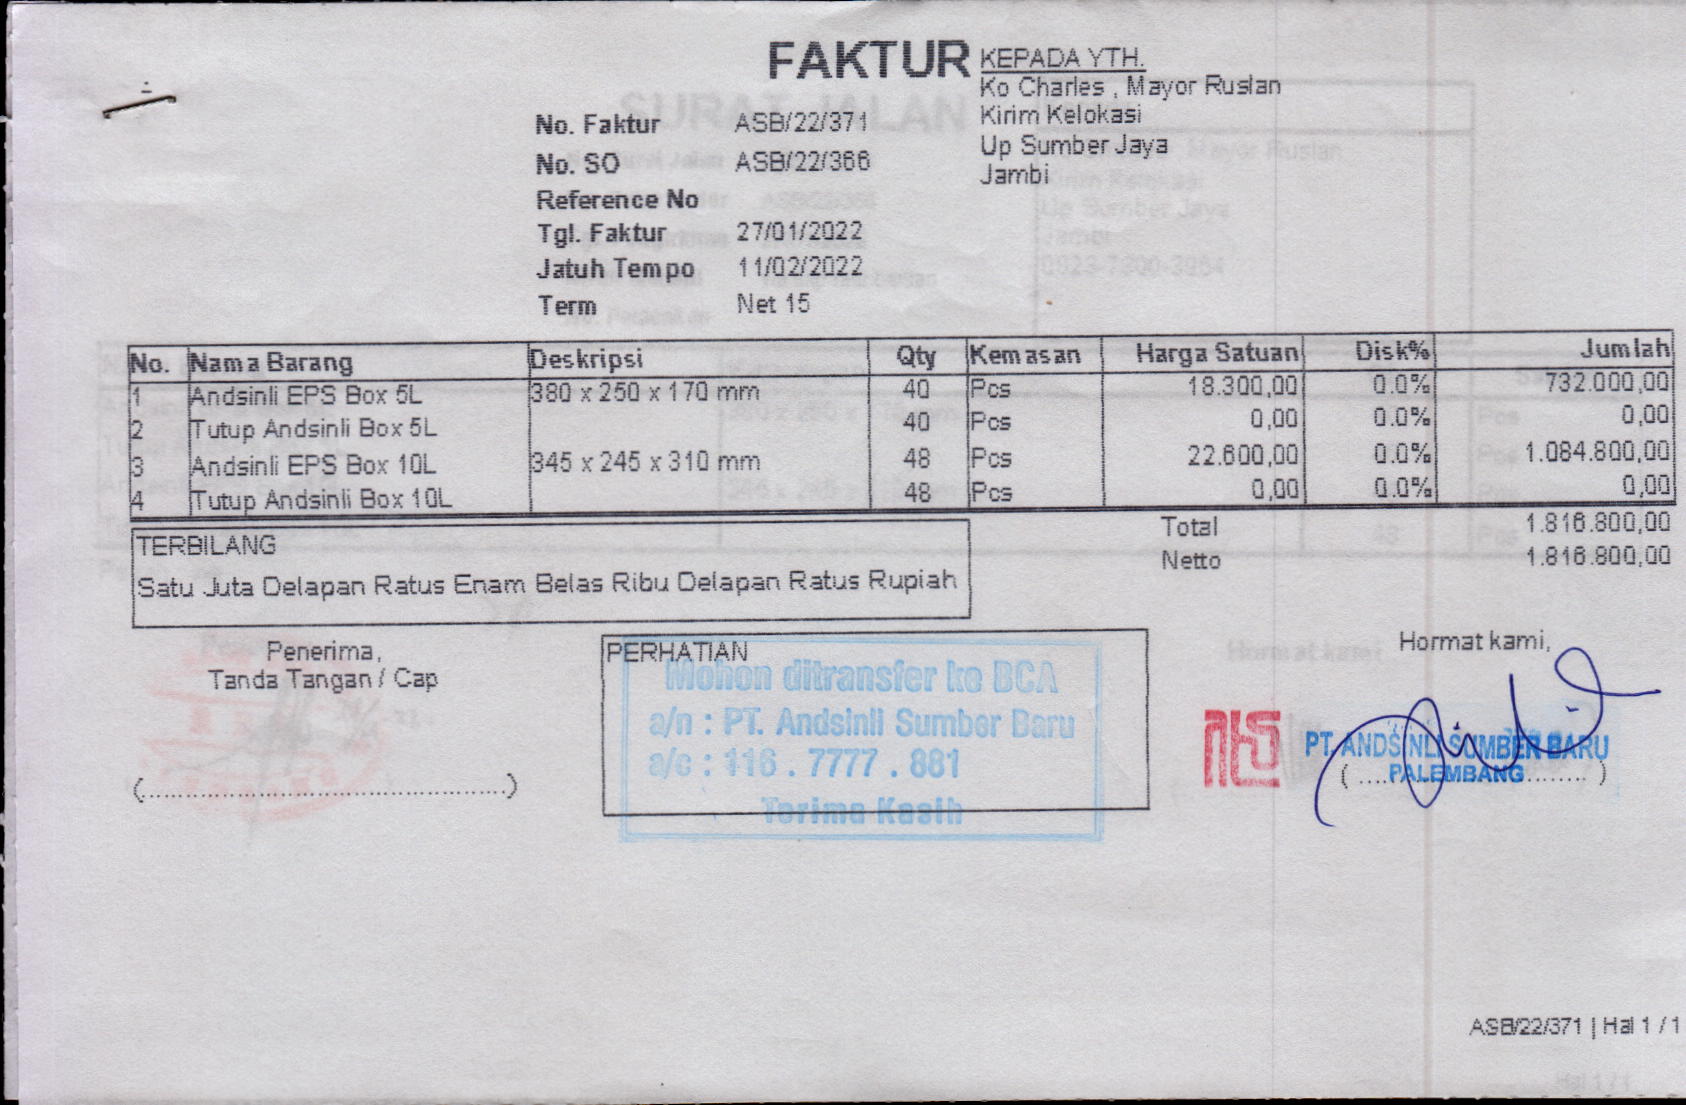 FAKTUR
KEPADA YTH.
Ko Charles , Mayor Ruslan
Kirim Kelokasi
Up Sumber Jaya
Jambi
No. Faktur ASB/22/371
No. SO ASB/22/366
Reference No
Tgl. Faktur 27/01/2022
Jatuh Tempo 11/02/2022
Term Net 15
No. Nama Barang Deskripsi Qty Kemasan Harga Satuan Disk% Jumlah
1 Andsinli EPS Box 5L 380 x 250 x 170 mm 40 Pcs 18.300,00 0.0% 732.000,00
2 Tutup Andsinli Box 5L 40 Pcs 0,00 0.0% 0,00
3 Andsinli EPS Box 10L 345 x 245 x 310 mm 48 Pcs 22.600,00 0.0% 1.084.800,00
4 Tutup Andsinli Box 10L 48 Pcs 0,00 0.0% 0,00
Total 1.816.800,00
Netto 1.816.800,00
TERBILANG
Satu Juta Delapan Ratus Enam Belas Ribu Delapan Ratus Rupiah
Penerima,
Tanda Tangan / Cap
(..................................................)
PERHATIAN
Mohon ditransfer ke BCA
a/n : PT. Andsinli Sumber Baru
a/c : 116 . 7777 . 881
Terima Kasih
Hormat kami,
PT. ANDSINLI SUMBER BARU
PALEMBANG
ASB/22/371 | Hal 1 / 1